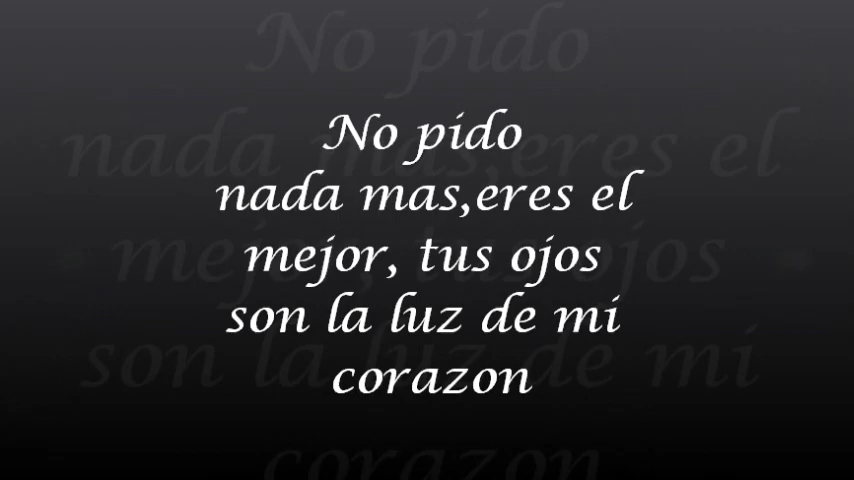 No pido
nada mas,eres el
mejor, tus ojos
son la luz de mi
corazon